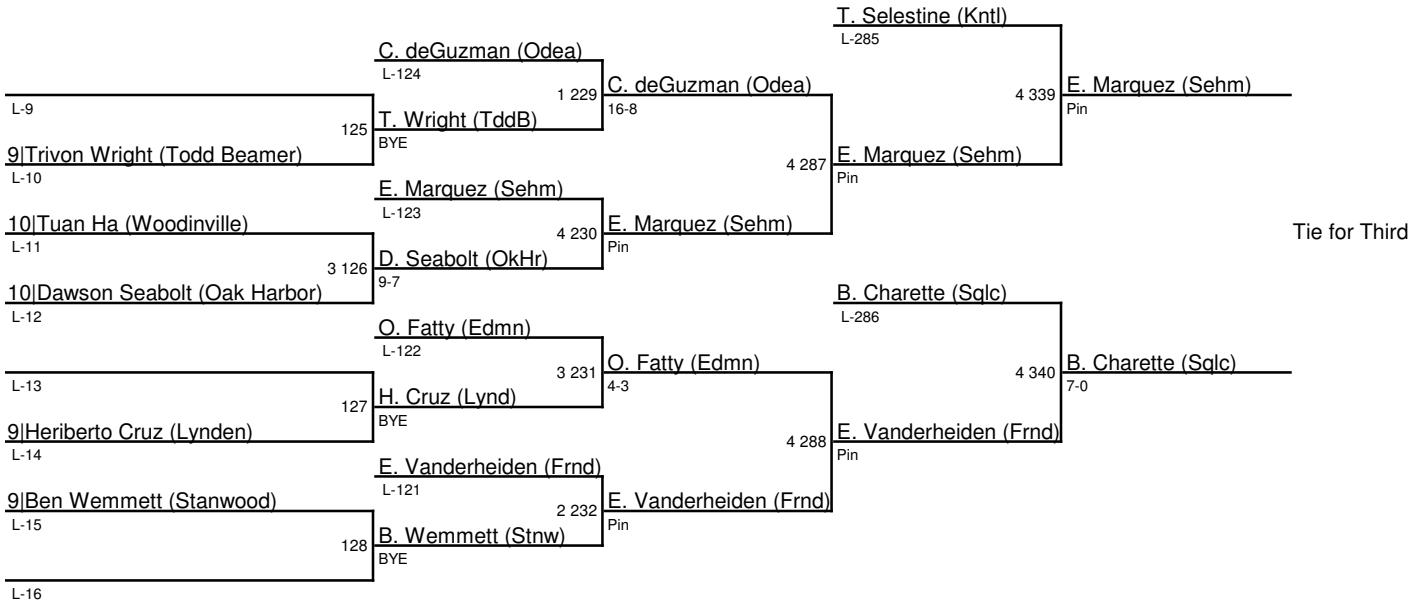 T. Selestine (Kntl)
L-285
C. deGuzman (Odea)
L-124
1 229
C. deGuzman (Odea)
16-8
4 339
E. Marquez (Sehm)
Pin
L-9
125
T. Wright (TddB)
BYE
9|Trivon Wright (Todd Beamer)
L-10
4 287
E. Marquez (Sehm)
Pin
E. Marquez (Sehm)
L-123
10|Tuan Ha (Woodinville)
L-11
4 230
E. Marquez (Sehm)
Pin
Tie for Third
3 126
D. Seabolt (OkHr)
9-7
10|Dawson Seabolt (Oak Harbor)
L-12
B. Charette (Sqlc)
L-286
O. Fatty (Edmn)
L-122
L-13
3 231
O. Fatty (Edmn)
4-3
4 340
B. Charette (Sqlc)
7-0
127
H. Cruz (Lynd)
BYE
9|Heriberto Cruz (Lynden)
L-14
4 288
E. Vanderheiden (Frnd)
Pin
E. Vanderheiden (Frnd)
L-121
9|Ben Wemmett (Stanwood)
L-15
2 232
E. Vanderheiden (Frnd)
Pin
128
B. Wemmett (Stnw)
BYE
L-16